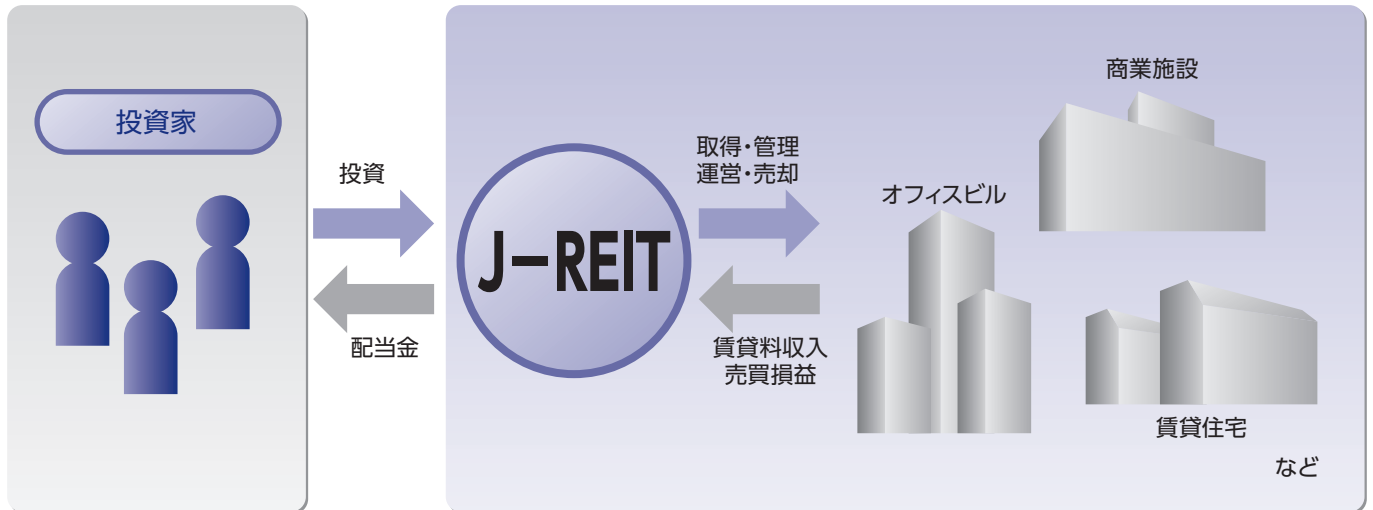 投資家
投資
配当金
J-REIT
取得・管理
運営・売却
賃貸料収入
売買損益
商業施設
オフィスビル
賃貸住宅
など